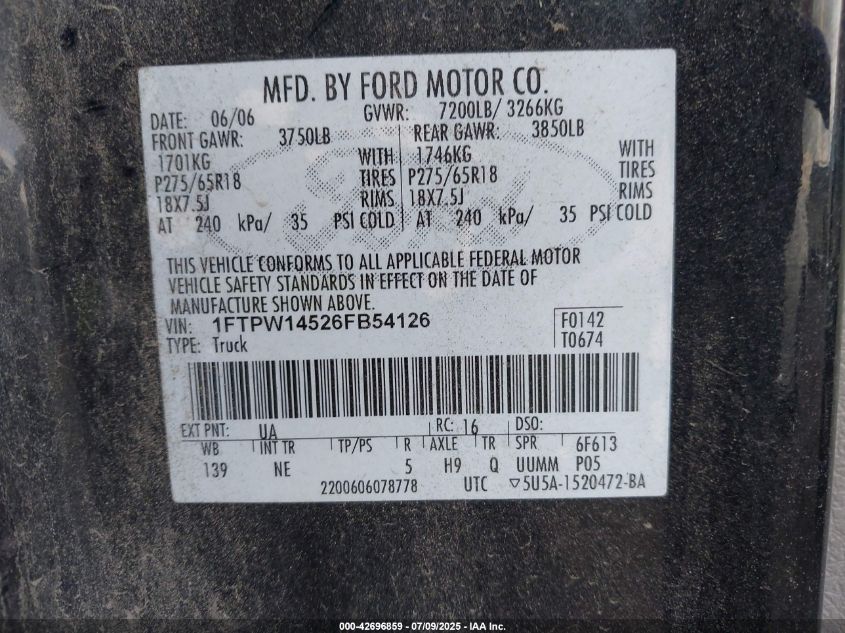 MFD. BY FORD MOTOR CO.
DATE: 06/06 GVWR: 7200LB/ 3266KG
FRONT GAWR: 3750LB REAR GAWR: 3850LB
1701KG WITH 1746KG WITH
P275/65R18 TIRES P275/65R18 TIRES
18X7.5J RIMS 18X7.5J RIMS
AT 240 kPa/ 35 PSI COLD AT 240 kPa/ 35 PSI COLD
THIS VEHICLE CONFORMS TO ALL APPLICABLE FEDERAL MOTOR
VEHICLE SAFETY STANDARDS IN EFFECT ON THE DATE OF
MANUFACTURE SHOWN ABOVE.
VIN: 1FTPW14526FB54126 F0142
TYPE: Truck T0674
EXT PNT: UA RC: 16 DSO:
WB INT TR TP/PS R AXLE TR SPR 6F613
139 NE 5 H9 Q UUMM P05
2200606078778 UTC ▽5U5A-1520472-BA
000-42696859 - 07/09/2025 - IAA Inc.